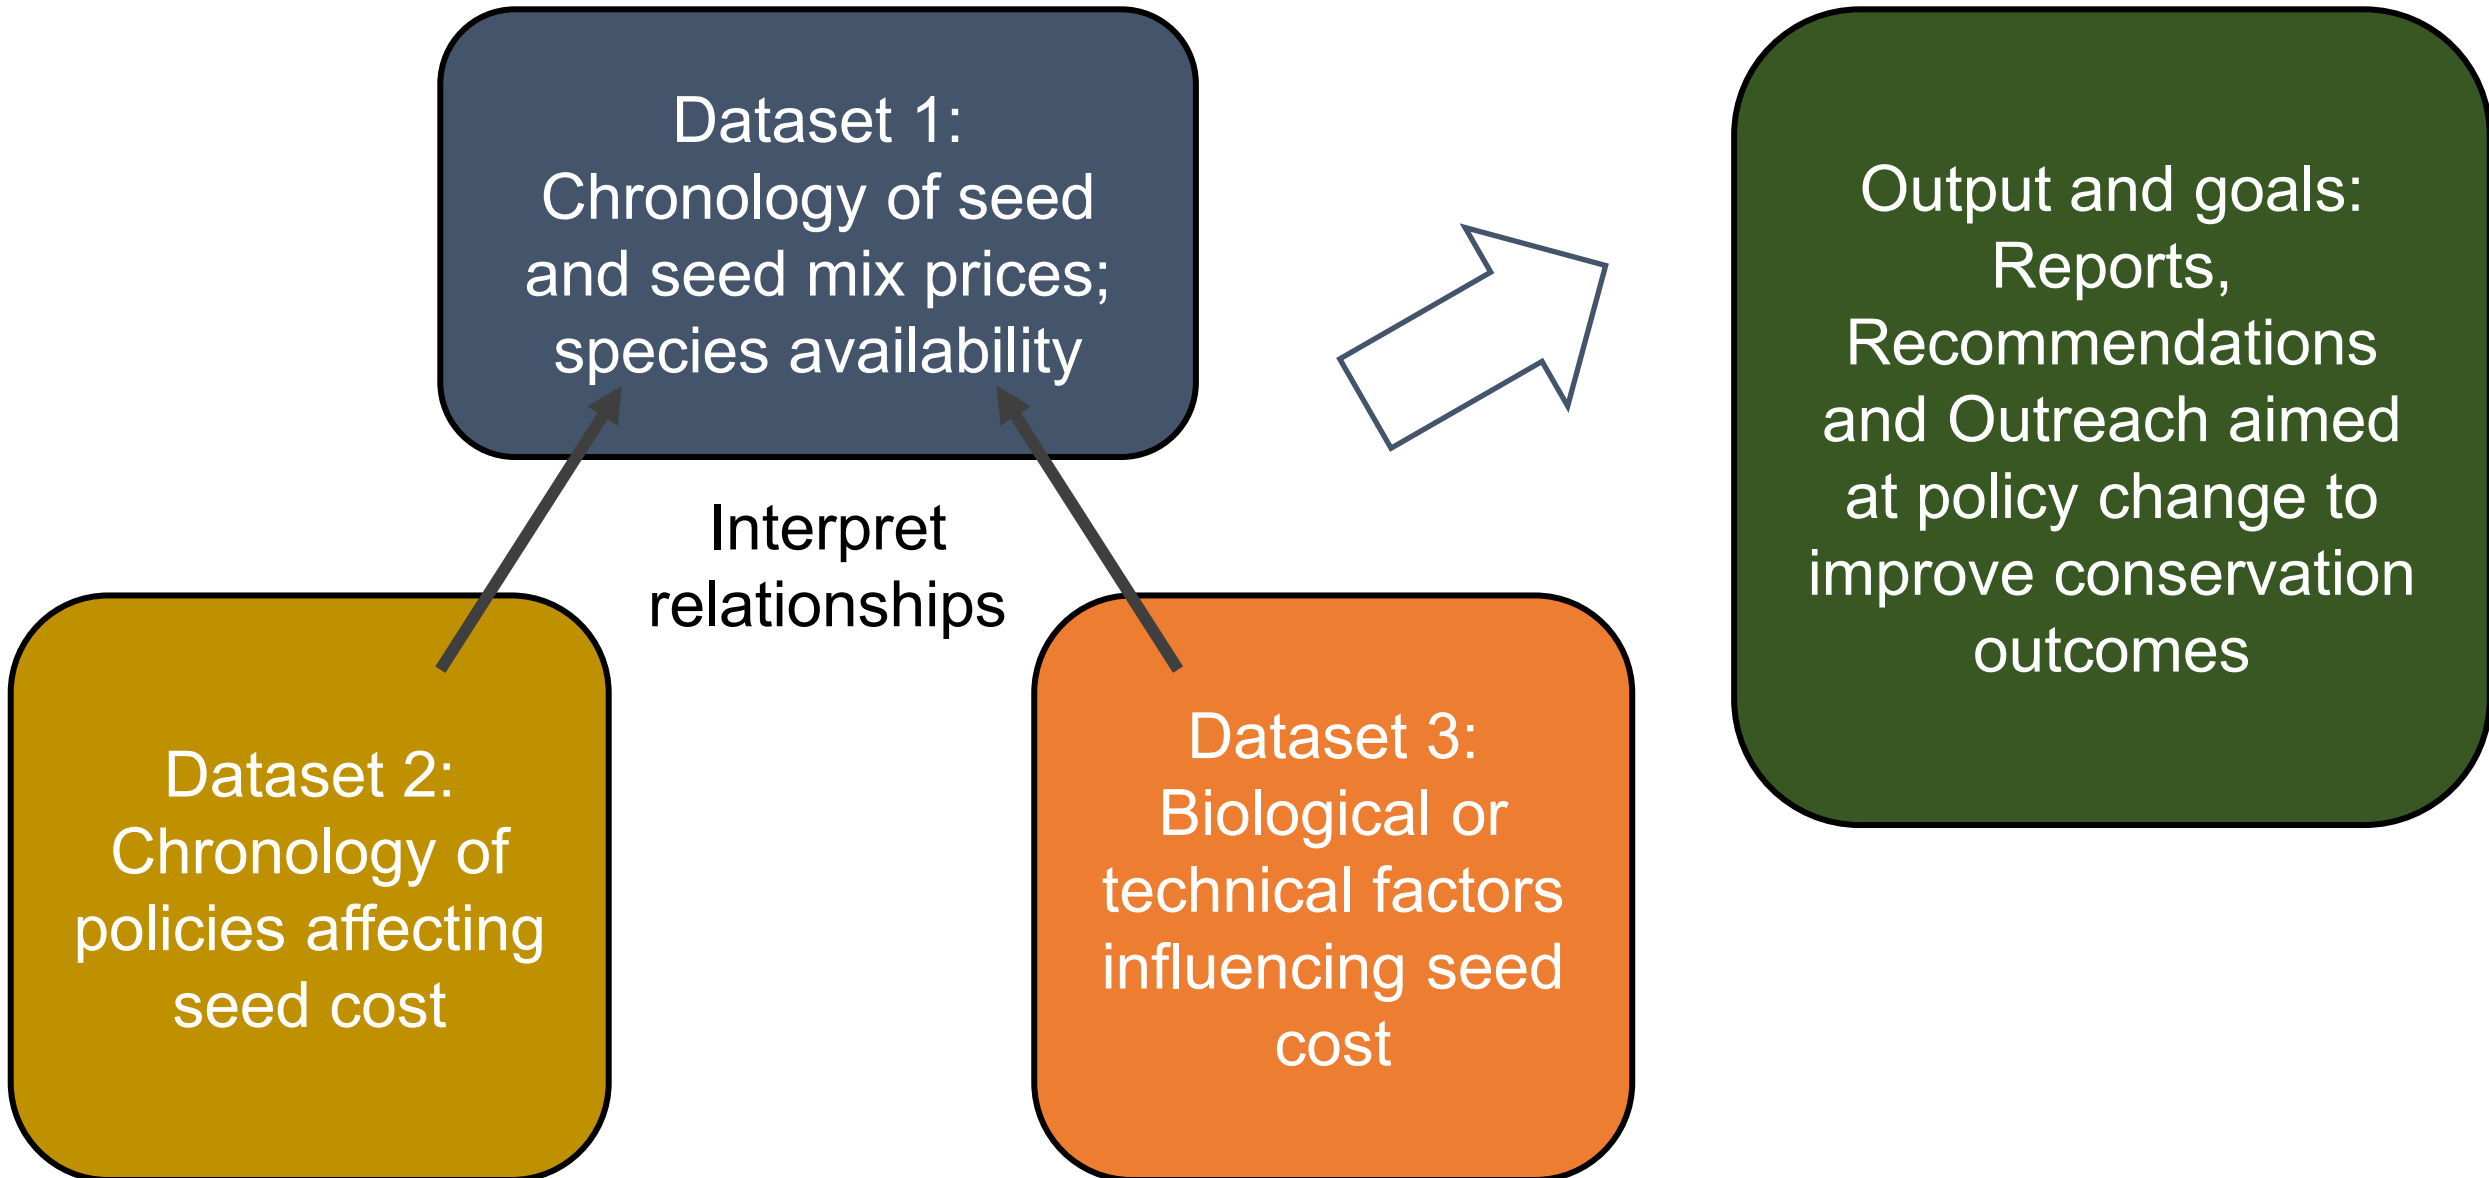 Dataset 1:
Chronology of seed
and seed mix prices;
species availability
Interpret
relationships
Dataset 2:
Chronology of
policies affecting
seed cost
Dataset 3:
Biological or
technical factors
influencing seed
cost
Output and goals:
Reports,
Recommendations
and Outreach aimed
at policy change to
improve conservation
outcomes